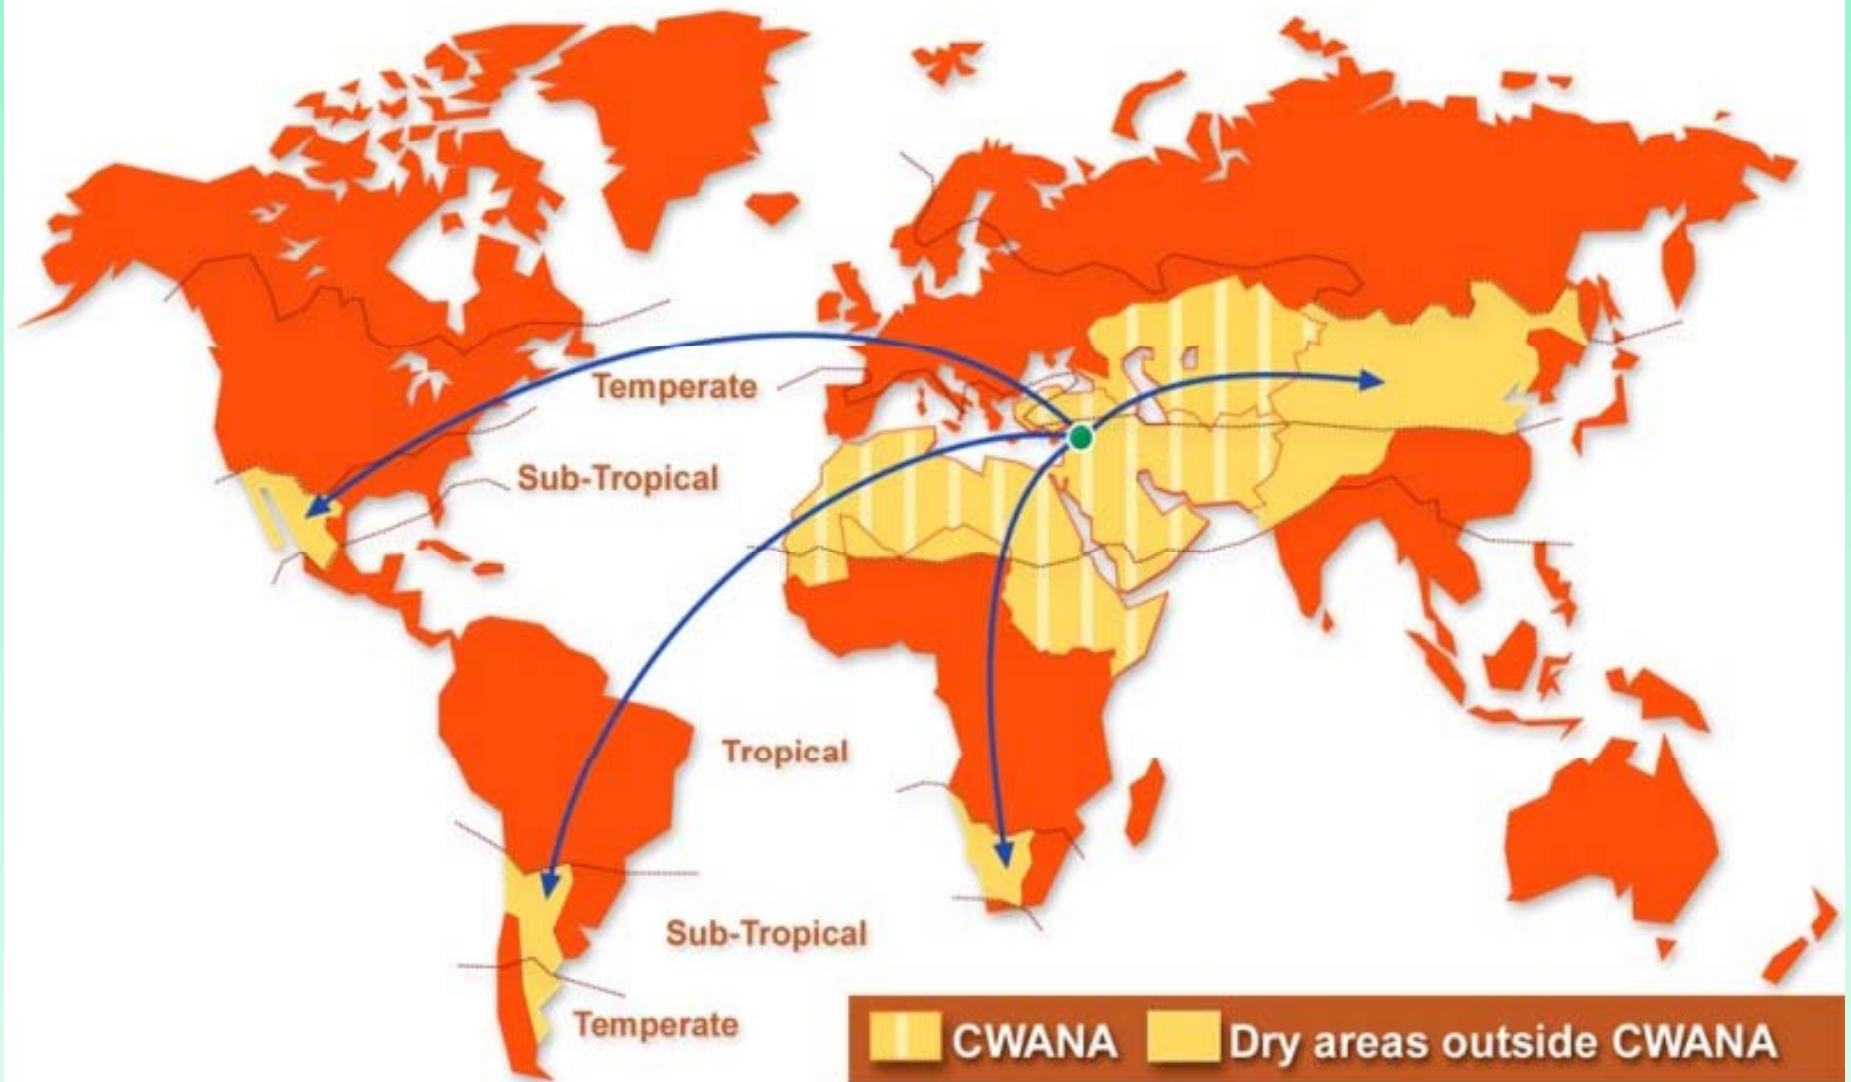 Temperate
Sub-Tropical
Tropical
Sub-Tropical
Temperate
CWANA
Dry areas outside CWANA